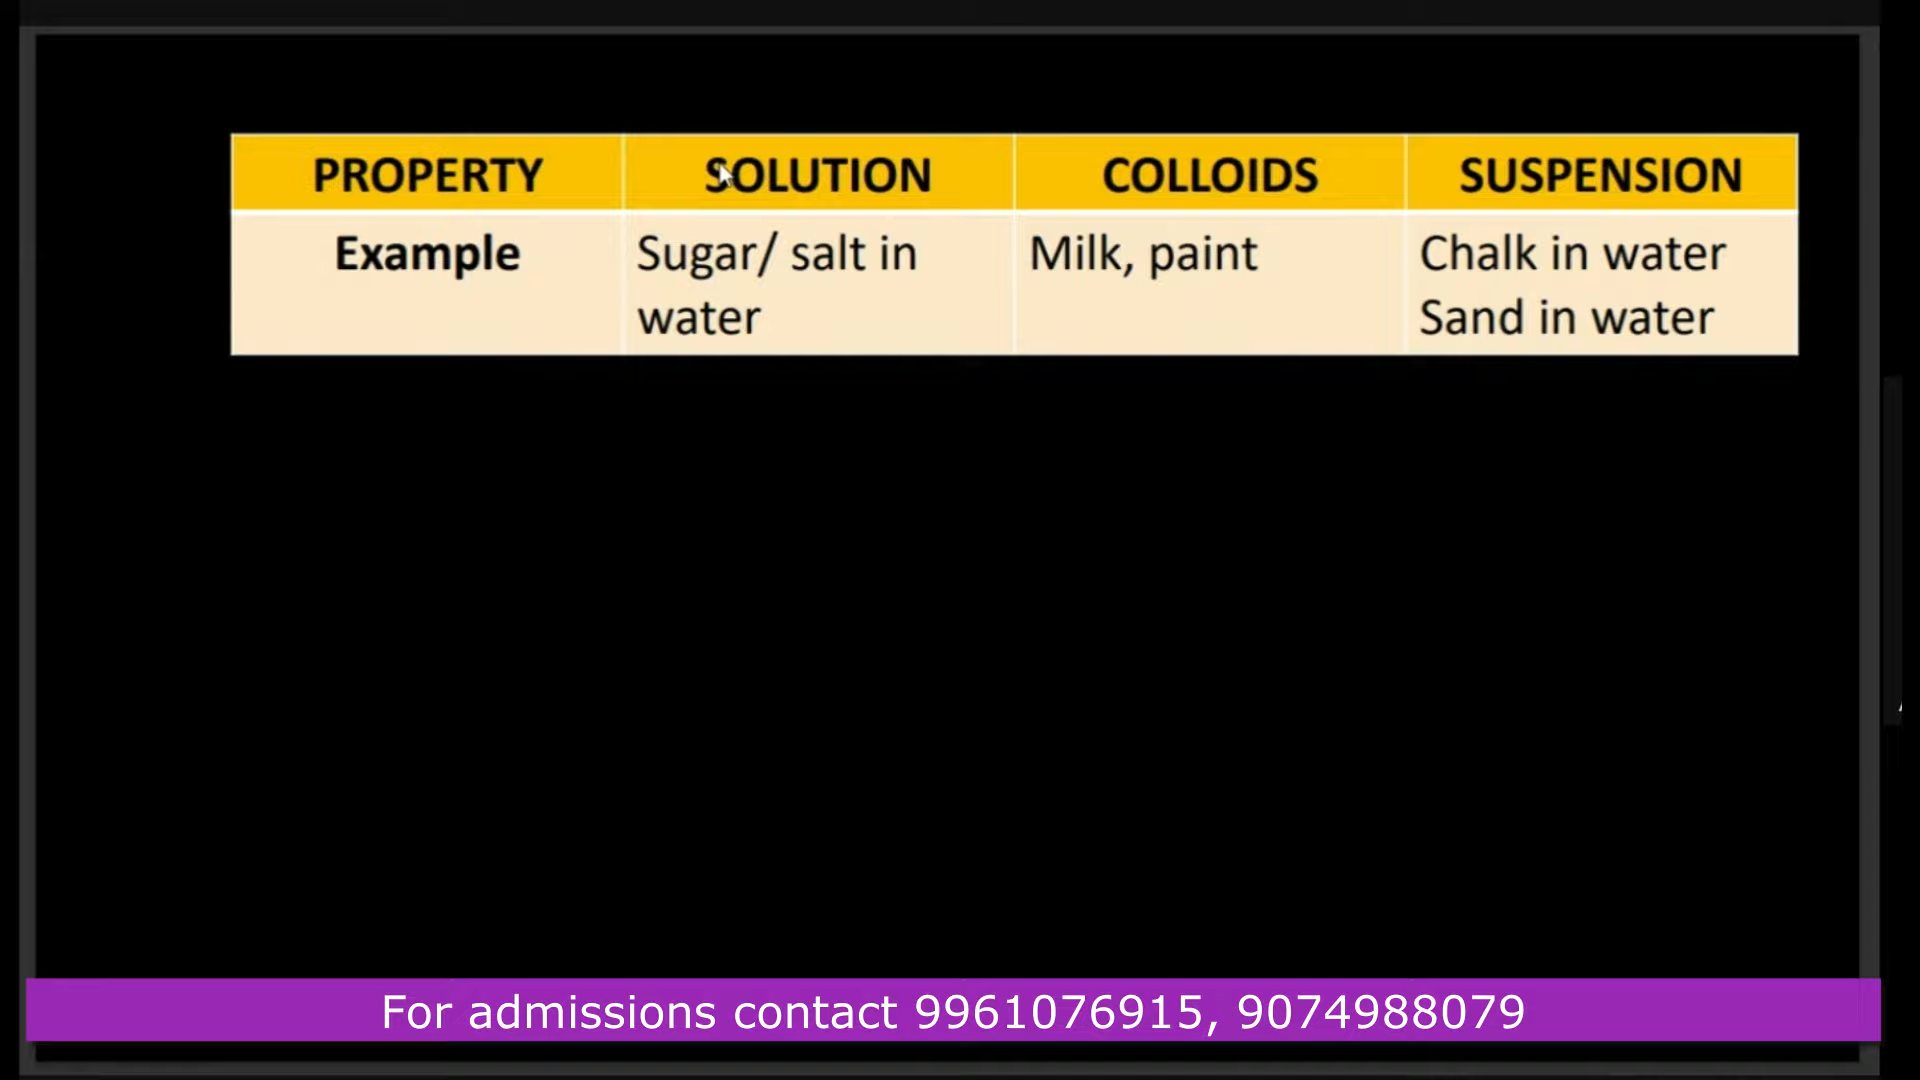 PROPERTY SOLUTION COLLOIDS SUSPENSION
Example Sugar/ salt in Milk, paint Chalk in water
water Sand in water
For admissions contact 9961076915, 9074988079